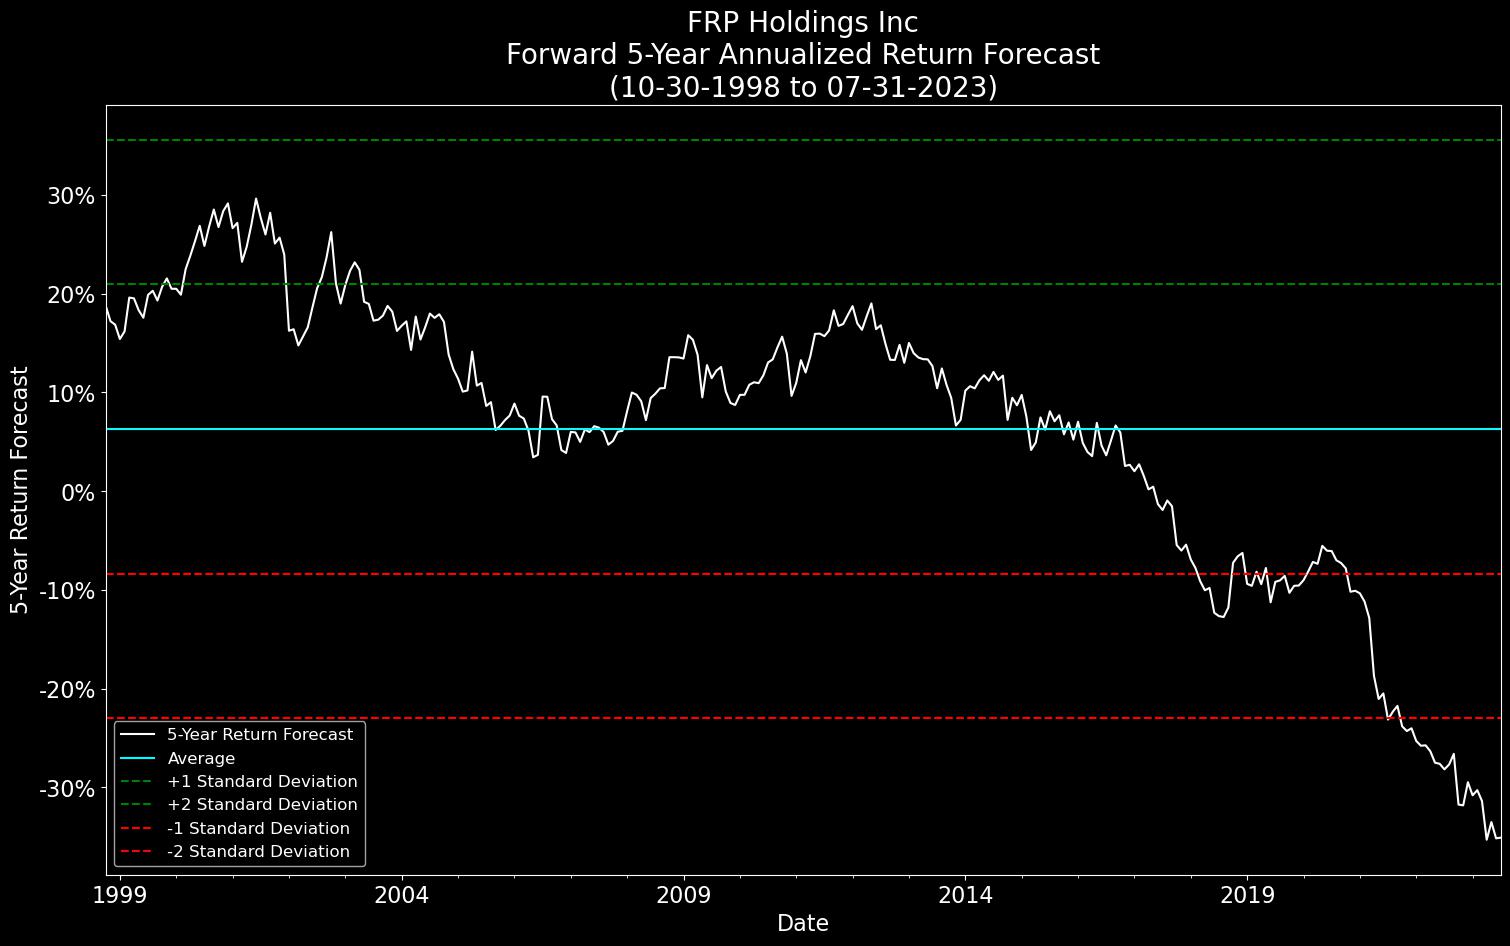 FRP Holdings Inc
Forward 5-Year Annualized Return Forecast
(10-30-1998 to 07-31-2023)
5-Year Return Forecast
30%
20%
10%
0%
-10%
-20%
-30%
5-Year Return Forecast
Average
+1 Standard Deviation
+2 Standard Deviation
-1 Standard Deviation
-2 Standard Deviation
1999 2004 2009 2014 2019
Date